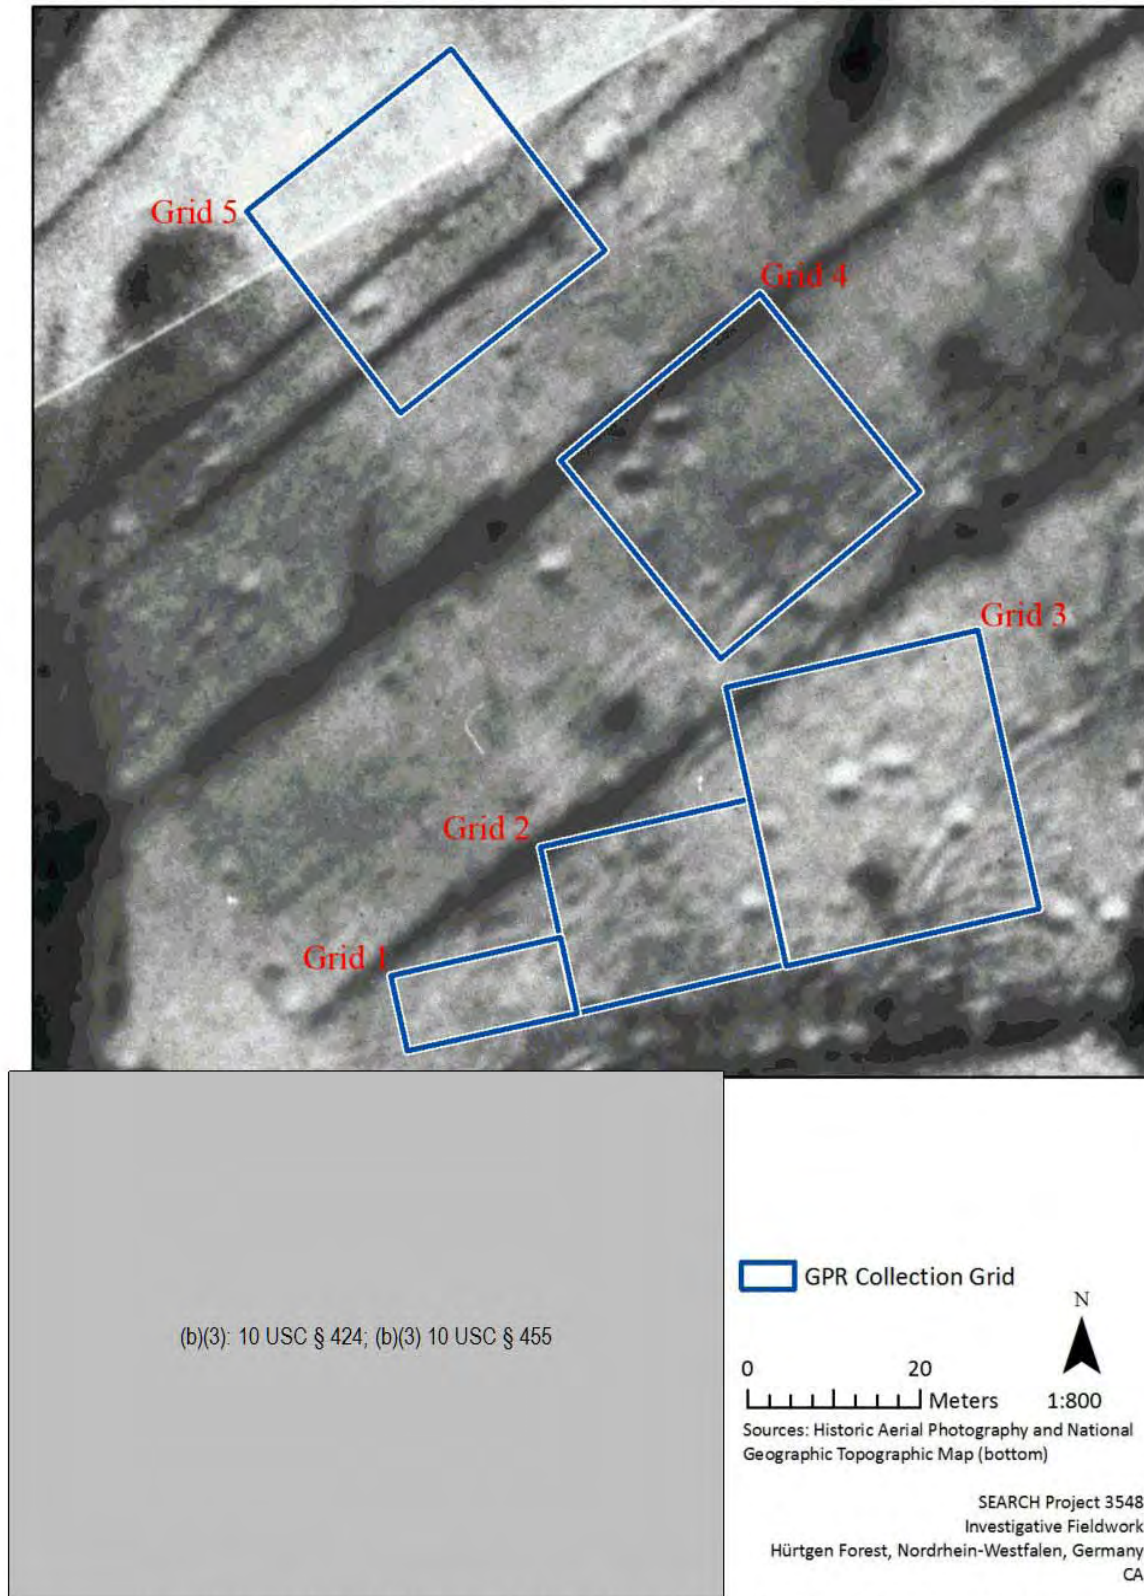 Grid 5
Grid 4
Grid 3
Grid 2
Grid 1
(b)(3): 10 USC § 424; (b)(3) 10 USC § 455
GPR Collection Grid
N
0 20
Meters
1:800
Sources: Historic Aerial Photography and National
Geographic Topographic Map (bottom)
SEARCH Project 3548
Investigative Fieldwork
Hürtgen Forest, Nordrhein-Westfalen, Germany
CA